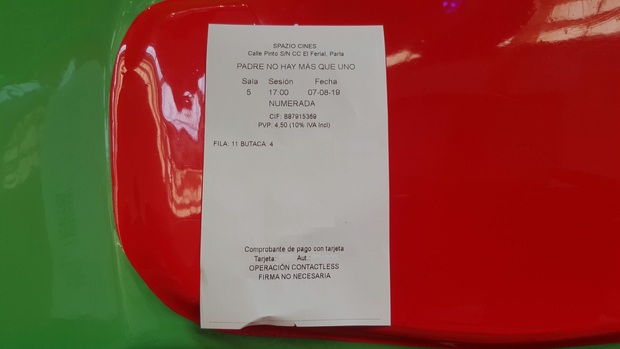 SPAZIO CINES
Calle Pinto S/N CC El Ferial, Parla
PADRE NO HAY MÁS QUE UNO
Sala Sesión Fecha
5 17:00 07-08-19
NUMERADA
CIF: B87915369
PVP: 4,50 (10% IVA Incl)
FILA: 11 BUTACA: 4
Comprobante de pago con tarjeta
Tarjeta: Aut.:
OPERACIÓN CONTACTLESS
FIRMA NO NECESARIA